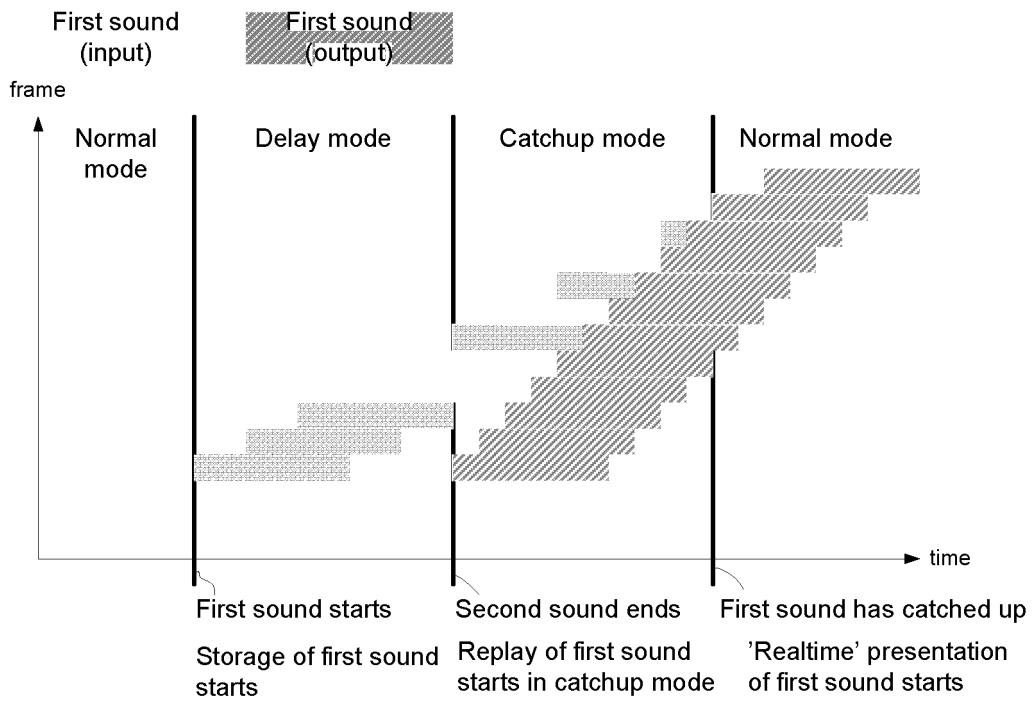 First sound
(input)
First sound
(output)
frame
Normal
mode
Delay mode
Catchup mode
Normal mode
time
First sound starts
Storage of first sound
starts
Second sound ends
Replay of first sound
starts in catchup mode
First sound has catched up
’Realtime’ presentation
of first sound starts